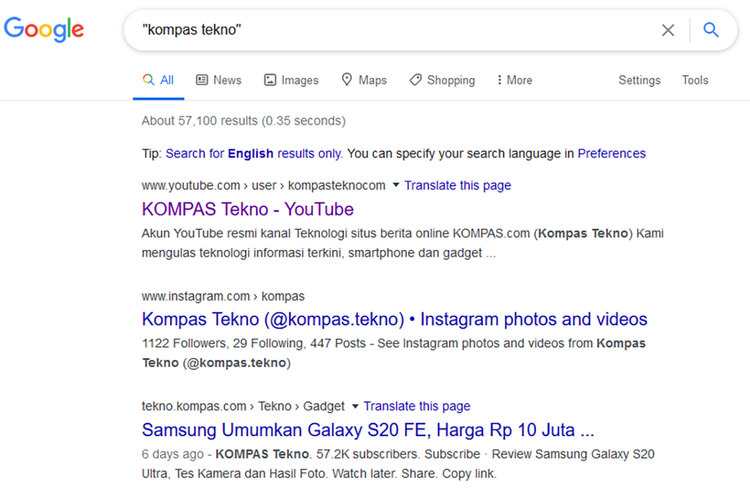 Google
"kompas tekno"
All News Images Maps Shopping More Settings Tools
About 57,100 results (0.35 seconds)
Tip: Search for English results only. You can specify your search language in Preferences
www.youtube.com › user › kompasteknocom Translate this page
KOMPAS Tekno - YouTube
Akun YouTube resmi kanal Teknologi situs berita online KOMPAS.com (Kompas Tekno) Kami
mengulas teknologi informasi terkini, smartphone dan gadget ...
www.instagram.com › kompas
Kompas Tekno (@kompas.tekno) • Instagram photos and videos
1122 Followers, 29 Following, 447 Posts - See Instagram photos and videos from Kompas
Tekno (@kompas.tekno)
tekno.kompas.com › Tekno › Gadget Translate this page
Samsung Umumkan Galaxy S20 FE, Harga Rp 10 Juta ...
6 days ago - KOMPAS Tekno. 57.2K subscribers. Subscribe · Review Samsung Galaxy S20
Ultra, Tes Kamera dan Hasil Foto. Watch later. Share. Copy link.